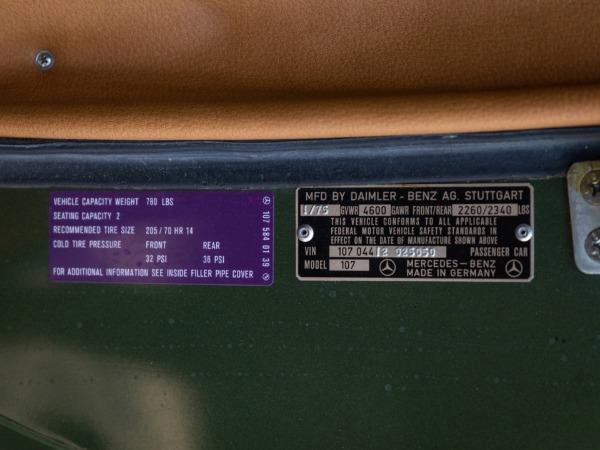 VEHICLE CAPACITY WEIGHT 780 LBS
SEATING CAPACITY 2
RECOMMENDED TIRE SIZE 205/70 HR 14
COLD TIRE PRESSURE FRONT REAR
32 PSI 36 PSI
FOR ADDITIONAL INFORMATION SEE INSIDE FILLER PIPE COVER
107 584 01 39
MFD BY DAIMLER - BENZ AG. STUTTGART
1/75 GVWR 4600 GAWR FRONT/REAR 2260/2340 LBS
THIS VEHICLE CONFORMS TO ALL APPLICABLE
FEDERAL MOTOR VEHICLE SAFETY STANDARDS IN
EFFECT ON THE DATE OF MANUFACTURE SHOWN ABOVE
VIN 107 044 12 025050 PASSENGER CAR
MODEL 107 MERCEDES-BENZ
MADE IN GERMANY